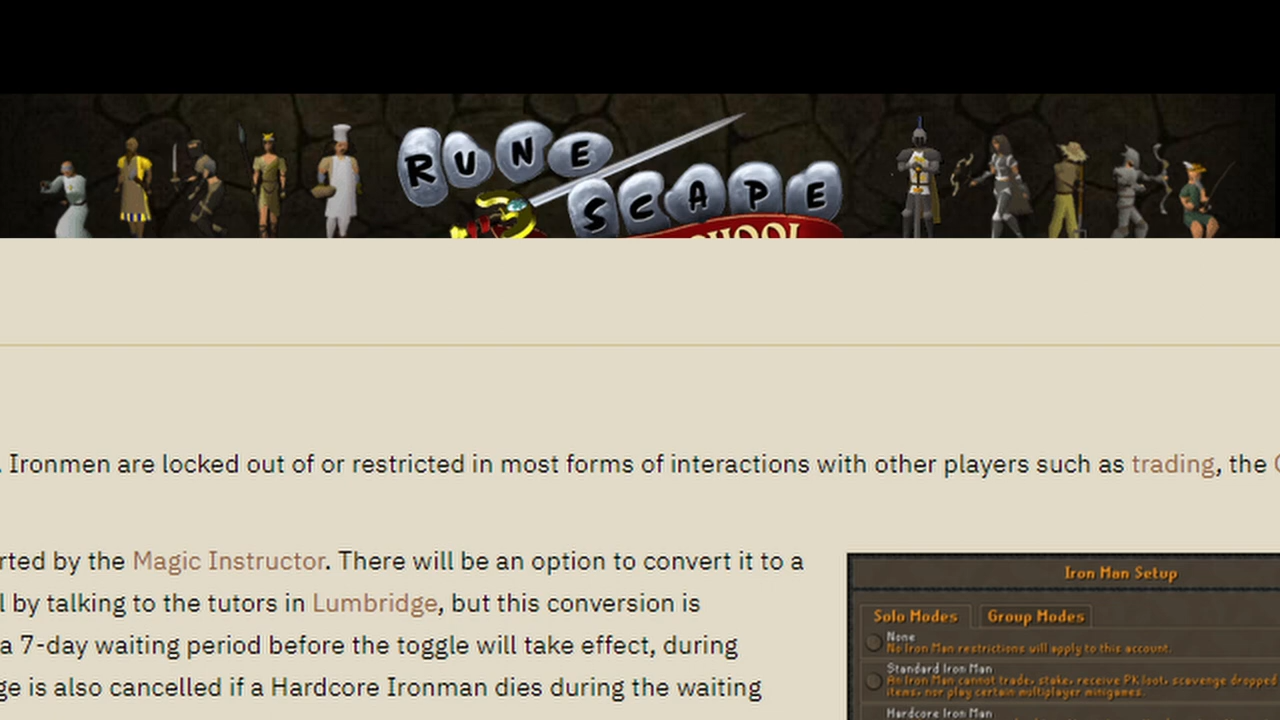 RUNE
SCAPE
. Ironmen are locked out of or restricted in most forms of interactions with other players such as trading, the
rted by the Magic Instructor. There will be an option to convert it to a
l by talking to the tutors in Lumbridge, but this conversion is
a 7-day waiting period before the toggle will take effect, during
ge is also cancelled if a Hardcore Ironman dies during the waiting
Iron Man Setup
Solo Modes Group Modes
None
No Iron Man restrictions will apply to this account.
Standard Iron Man
An Iron Man cannot trade, stake, receive PK loot, scavenge dropped
items, nor play certain multiplayer minigames.
Hardcore Iron Man